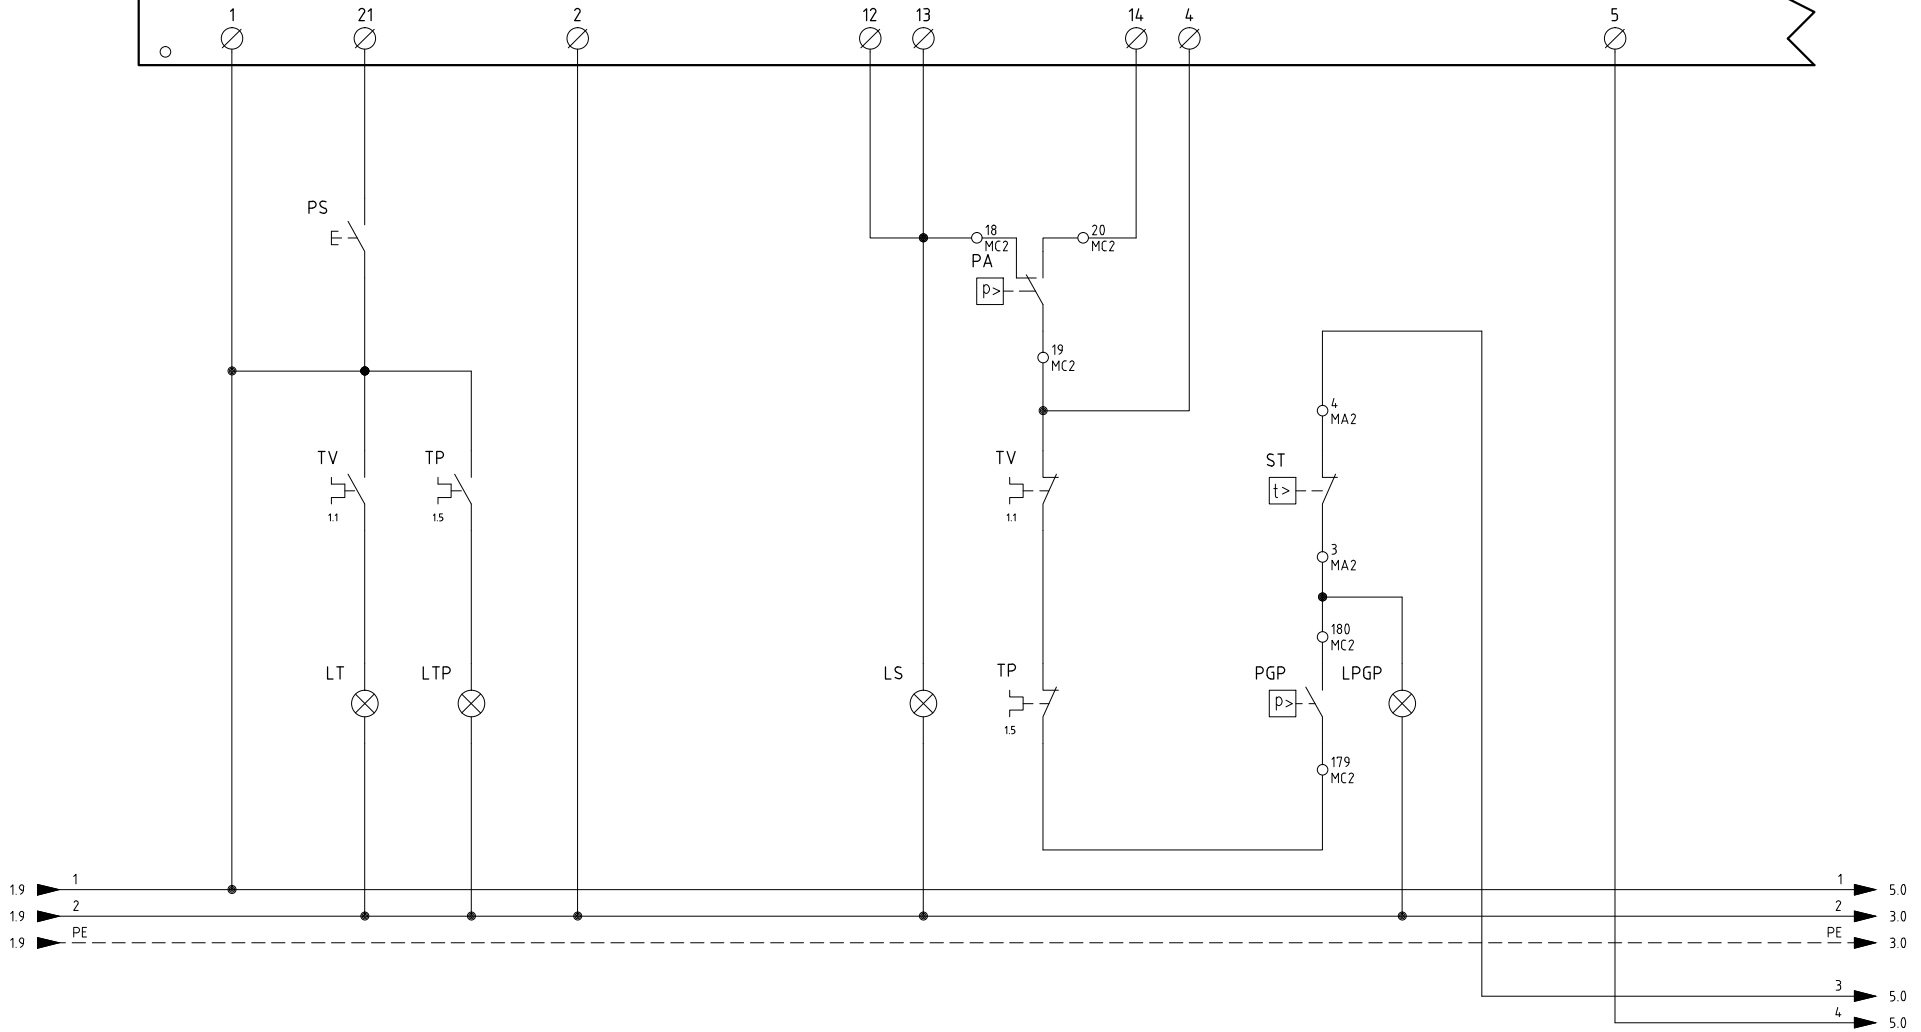 1 21 2 12 13 14 4 5
PS
18
MC2
20
MC2
PA
p>
19
MC2
4
MA2
TV
1.1
TP
1.5
TV
1.1
ST
t>
3
MA2
180
MC2
LT
LTP
LS
TP
1.5
PGP
p>
LPGP
179
MC2
1.9 1 1 5.0
1.9 2 2 3.0
1.9 PE PE 3.0
3 5.0
4 5.0